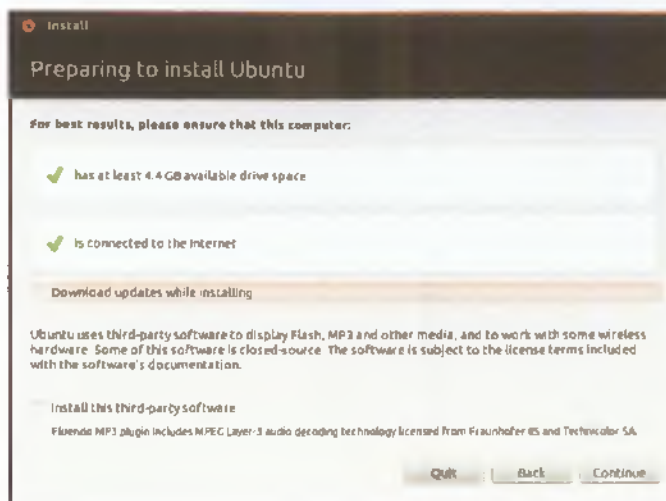 Install
Preparing to install Ubuntu
For best results, please ensure that this computer:
has at least 4.4 GB available drive space
is connected to the Internet
Download updates while installing
Ubuntu uses third-party software to display Flash, MP3 and other media, and to work with some wireless
hardware. Some of this software is closed-source. The software is subject to the license terms included
with the software's documentation.
Install this third-party software
Fluendo MP3 plugin includes MPEG Layer-3 audio decoding technology licensed from Fraunhofer IIS and Technicolor SA.
Quit
Back
Continue